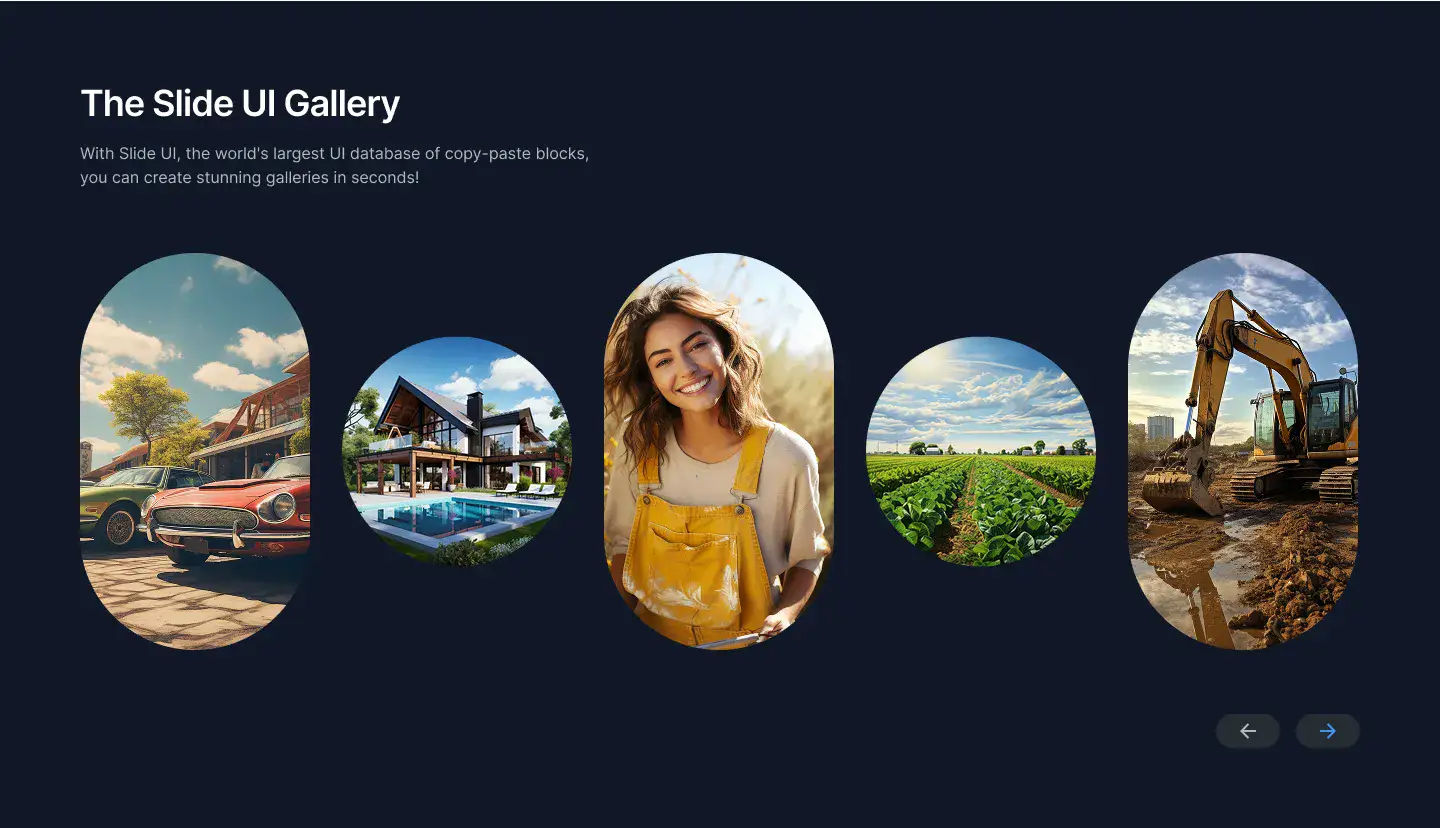 The Slide UI Gallery
With Slide UI, the world's largest UI database of copy-paste blocks,
you can create stunning galleries in seconds!